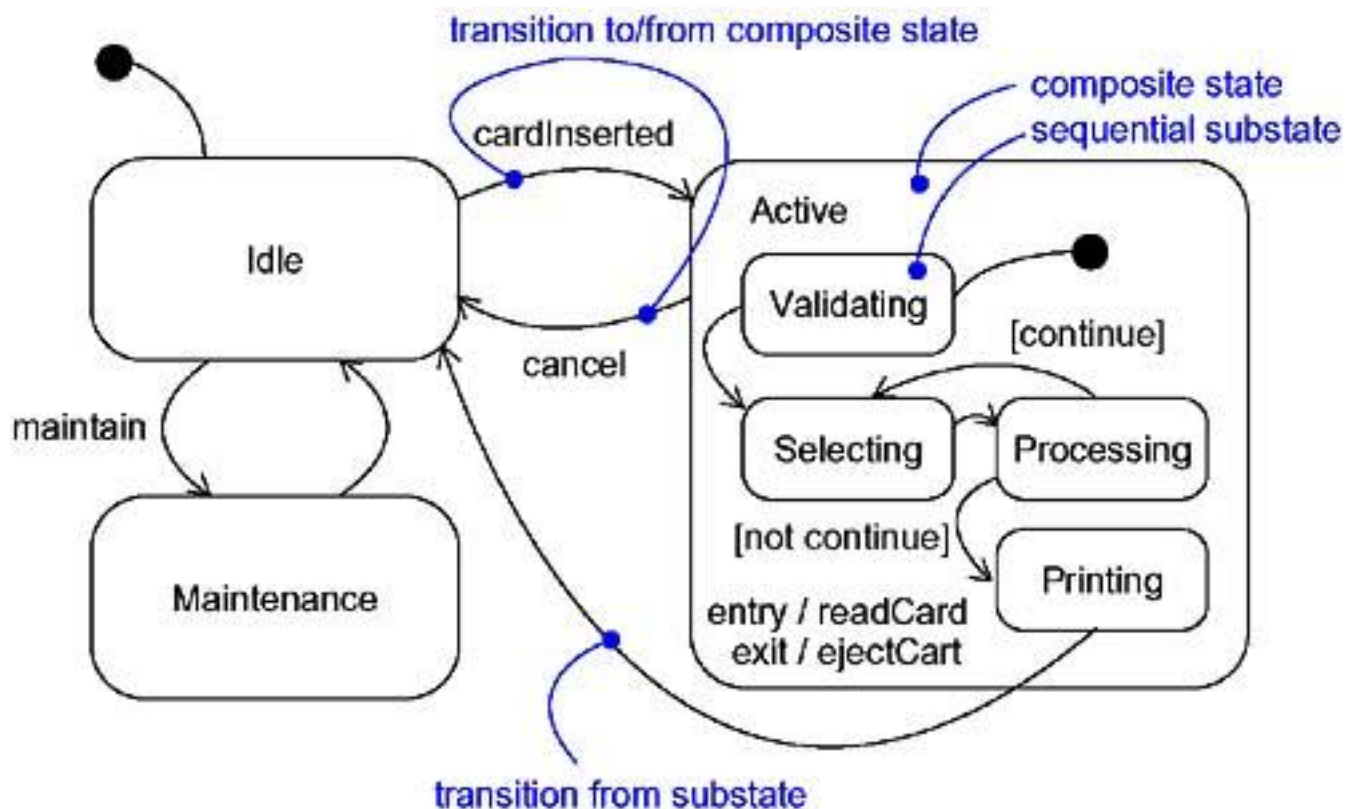 transition to/from composite state
composite state
cardInserted
sequential substate
Active
Idle
Validating
[continue]
cancel
maintain
Selecting
Processing
[not continue]
Printing
Maintenance
entry / readCard
exit / ejectCart
transition from substate